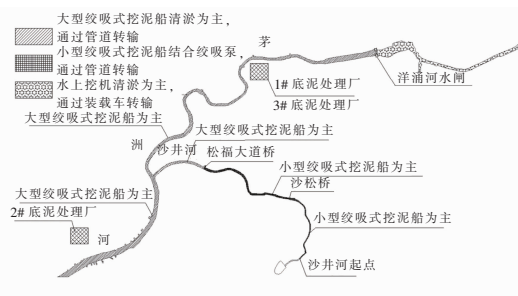 大型绞吸式挖泥船清淤为主,
通过管道转输
小型绞吸式挖泥船结合绞吸泵,
通过管道转输
水上挖机清淤为主,
通过装载车转输
茅
洋涌河水闸
1# 底泥处理厂
3# 底泥处理厂
大型绞吸式挖泥船为主
大型绞吸式挖泥船为主
洲
沙井河
松福大道桥
小型绞吸式挖泥船为主
沙松桥
大型绞吸式挖泥船为主
2# 底泥处理厂
小型绞吸式挖泥船为主
河
沙井河起点